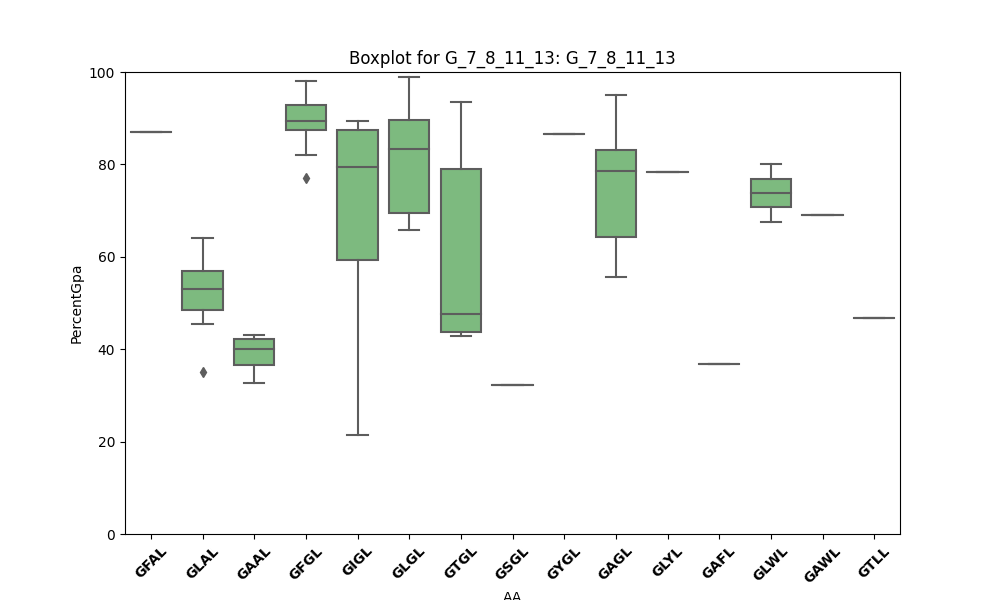 Boxplot for G_7_8_11_13: G_7_8_11_13
100
80
60
40
20
0
PercentGpa
GFAL GLAL GAAL GFGL GIGL GLGL GTGL GSGL GYGL GAGL GLYL GAFL GLWL GAWL GTLL
AA